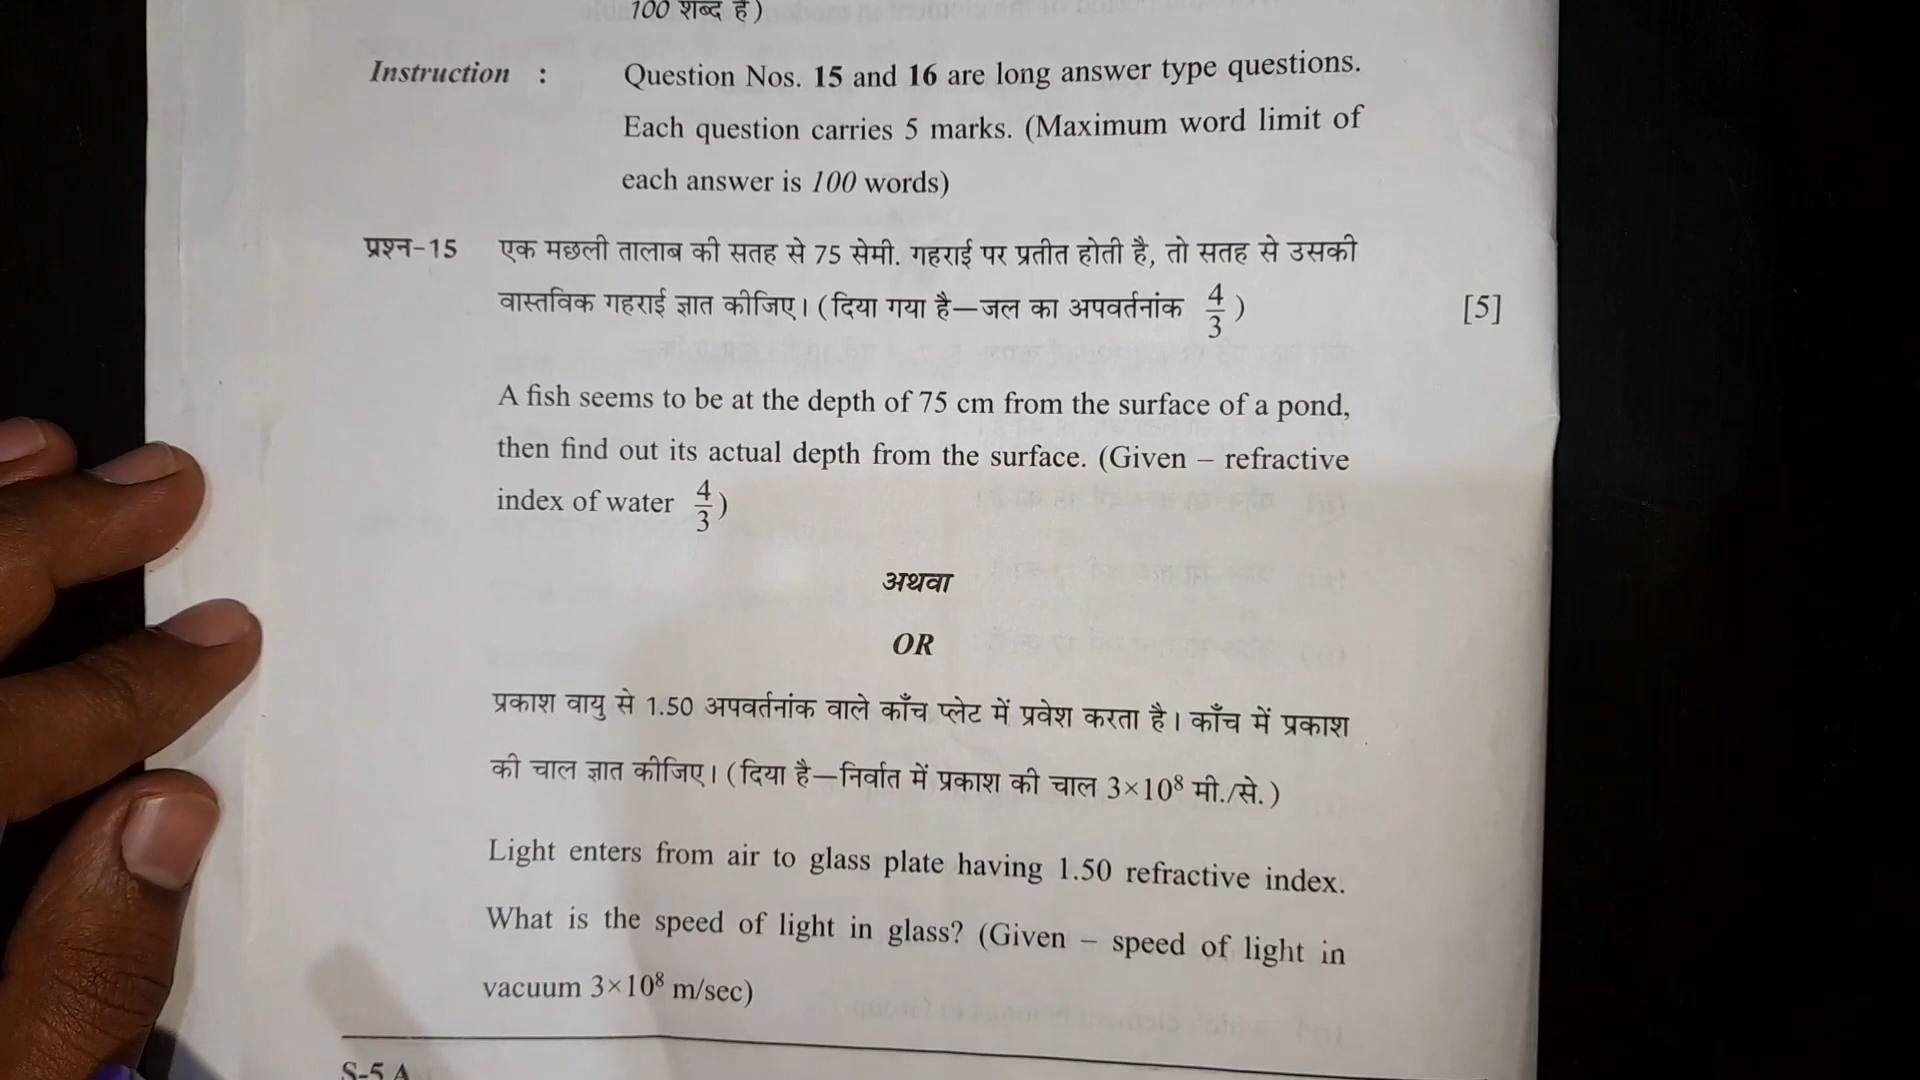 100 शब्द है)
Instruction : Question Nos. 15 and 16 are long answer type questions.
Each question carries 5 marks. (Maximum word limit of
each answer is 100 words)
प्रश्न-15 एक मछली तालाब की सतह से 75 सेमी. गहराई पर प्रतीत होती है, तो सतह से उसकी
वास्तविक गहराई ज्ञात कीजिए। (दिया गया है—जल का अपवर्तनांक 4/3) [5]
A fish seems to be at the depth of 75 cm from the surface of a pond,
then find out its actual depth from the surface. (Given – refractive
index of water 4/3)
अथवा
OR
प्रकाश वायु से 1.50 अपवर्तनांक वाले काँच प्लेट में प्रवेश करता है। काँच में प्रकाश
की चाल ज्ञात कीजिए। (दिया है—निर्वात में प्रकाश की चाल 3×10⁸ मी./से.)
Light enters from air to glass plate having 1.50 refractive index.
What is the speed of light in glass? (Given – speed of light in
vacuum 3×10⁸ m/sec)
S-5 A